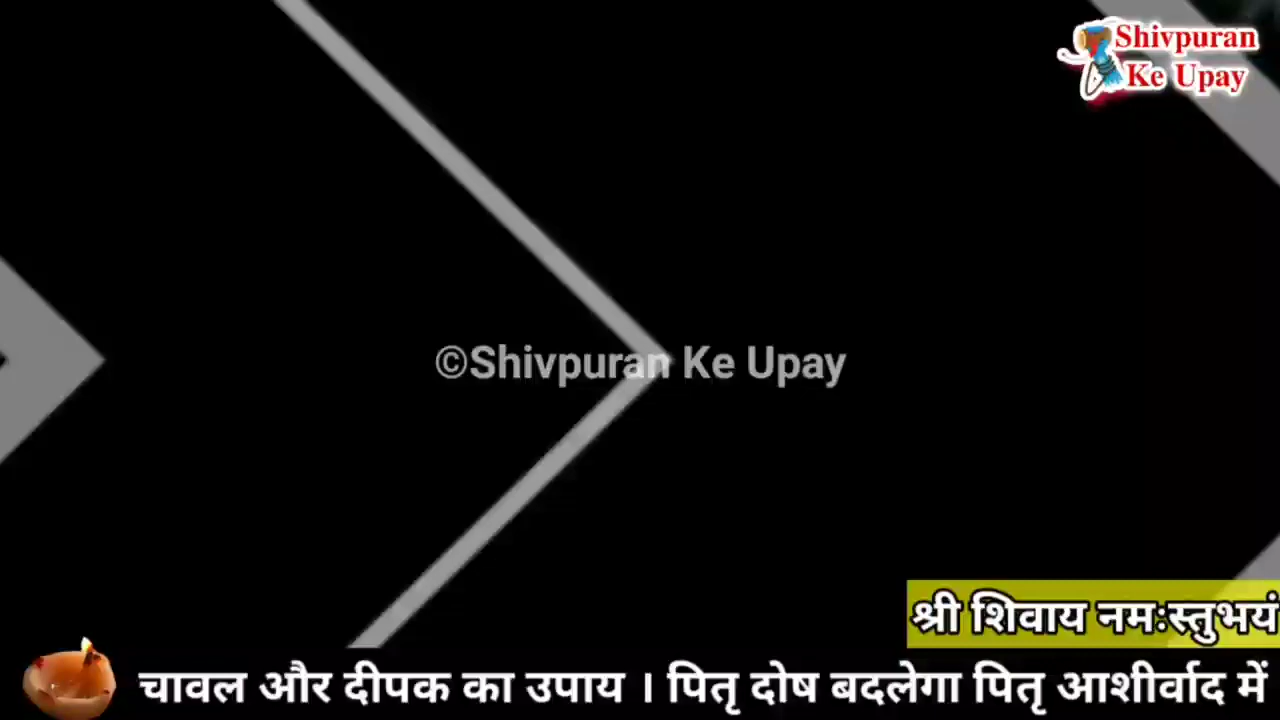 Shivpuran
Ke Upay
©Shivpuran Ke Upay
श्री शिवाय नमःस्तुभयं
चावल और दीपक का उपाय । पितृ दोष बदलेगा पितृ आशीर्वाद में